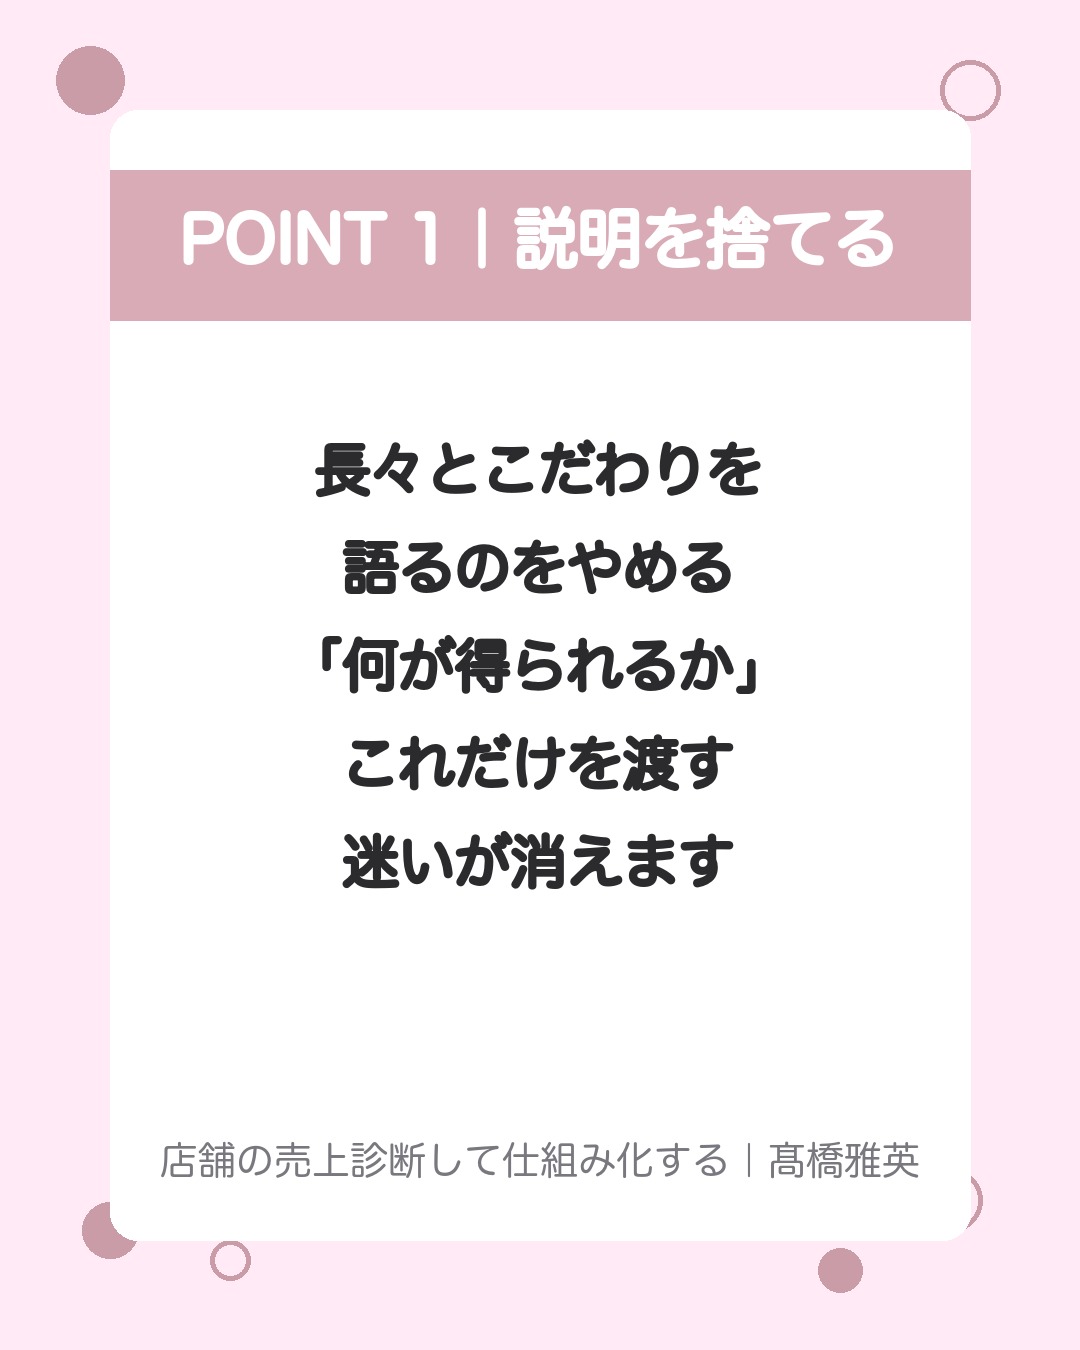 POINT 1｜説明を捨てる
長々とこだわりを
語るのをやめる
「何が得られるか」
これだけを渡す
迷いが消えます
店舗の売上診断して仕組み化する｜髙橋雅英